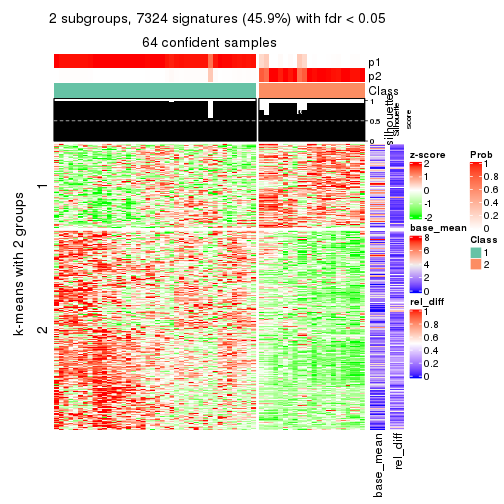 2 subgroups, 7324 signatures (45.9%) with fdr < 0.05
64 confident samples
p1
p2
Class
1
0.5
0
silhouette
Silhouette
score
k-means with 2 groups
1
2
base_mean
rel_diff
z-score
2
1
0
-1
-2
base_mean
8
6
4
2
0
rel_diff
1
0.8
0.6
0.4
0.2
0
Prob
1
0.8
0.6
0.4
0.2
0
Class
1
2